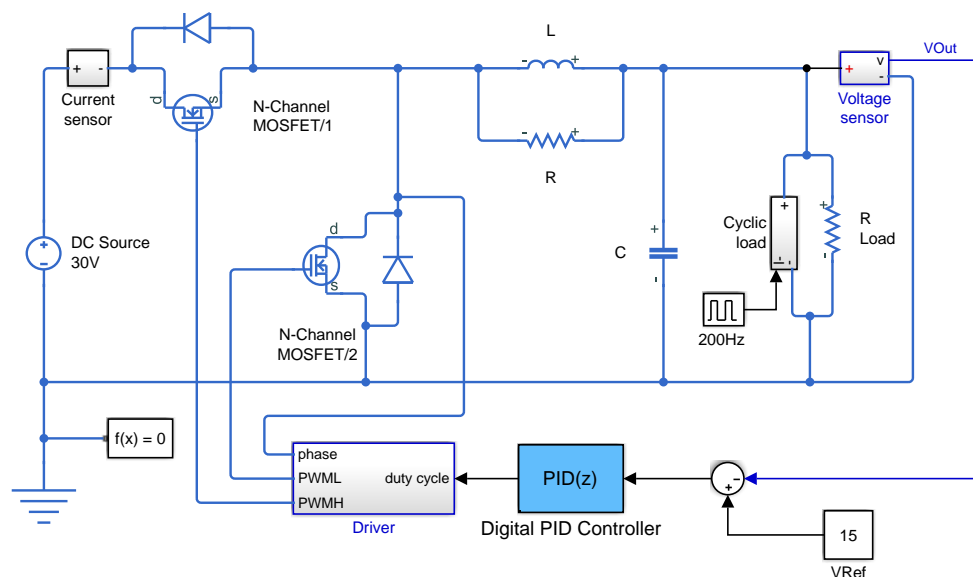 L
VOut
+ -
v
+
-
Current
sensor
d
s
N-Channel
MOSFET/1
-
+
-
+
R
Voltage
sensor
DC Source
30V
+
-
d
s
N-Channel
MOSFET/2
C
+
-
Cyclic
load
+
-
+
-
R
Load
200Hz
f(x) = 0
phase
PWML
PWMH
duty cycle
Driver
PID(z)
Digital PID Controller
-
+
15
VRef